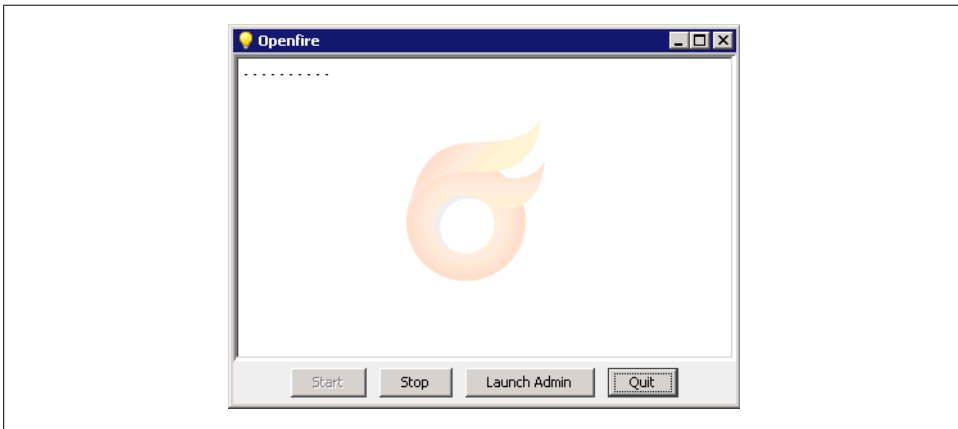 Openfire
. . . . . . . . . .
Start Stop Launch Admin Quit